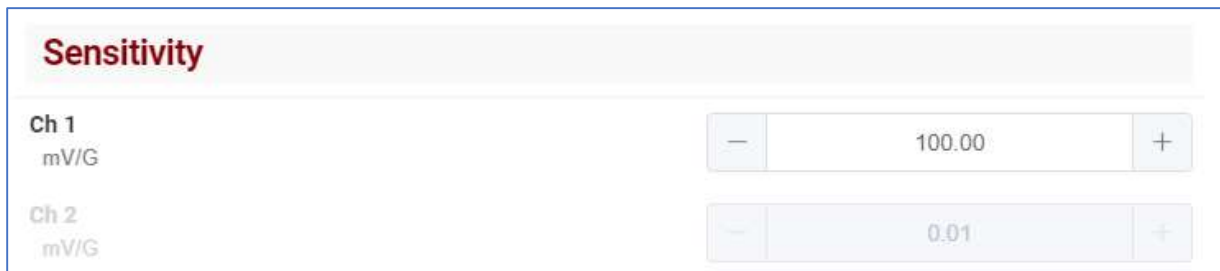 Sensitivity
Ch 1
mV/G
— 100.00 +
Ch 2
mV/G
— 0.01 +